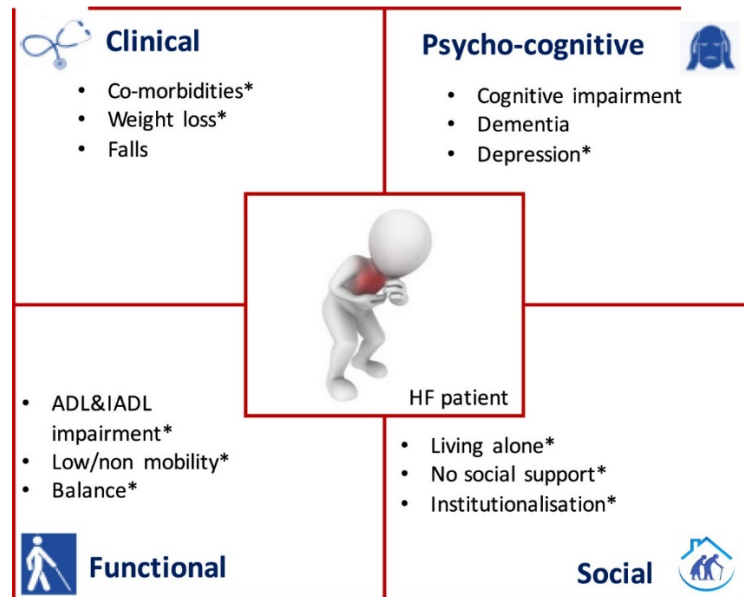 Clinical
• Co-morbidities*
• Weight loss*
• Falls
Psycho-cognitive
• Cognitive impairment
• Dementia
• Depression*
HF patient
• ADL&IADL
impairment*
• Low/non mobility*
• Balance*
Functional
• Living alone*
• No social support*
• Institutionalisation*
Social